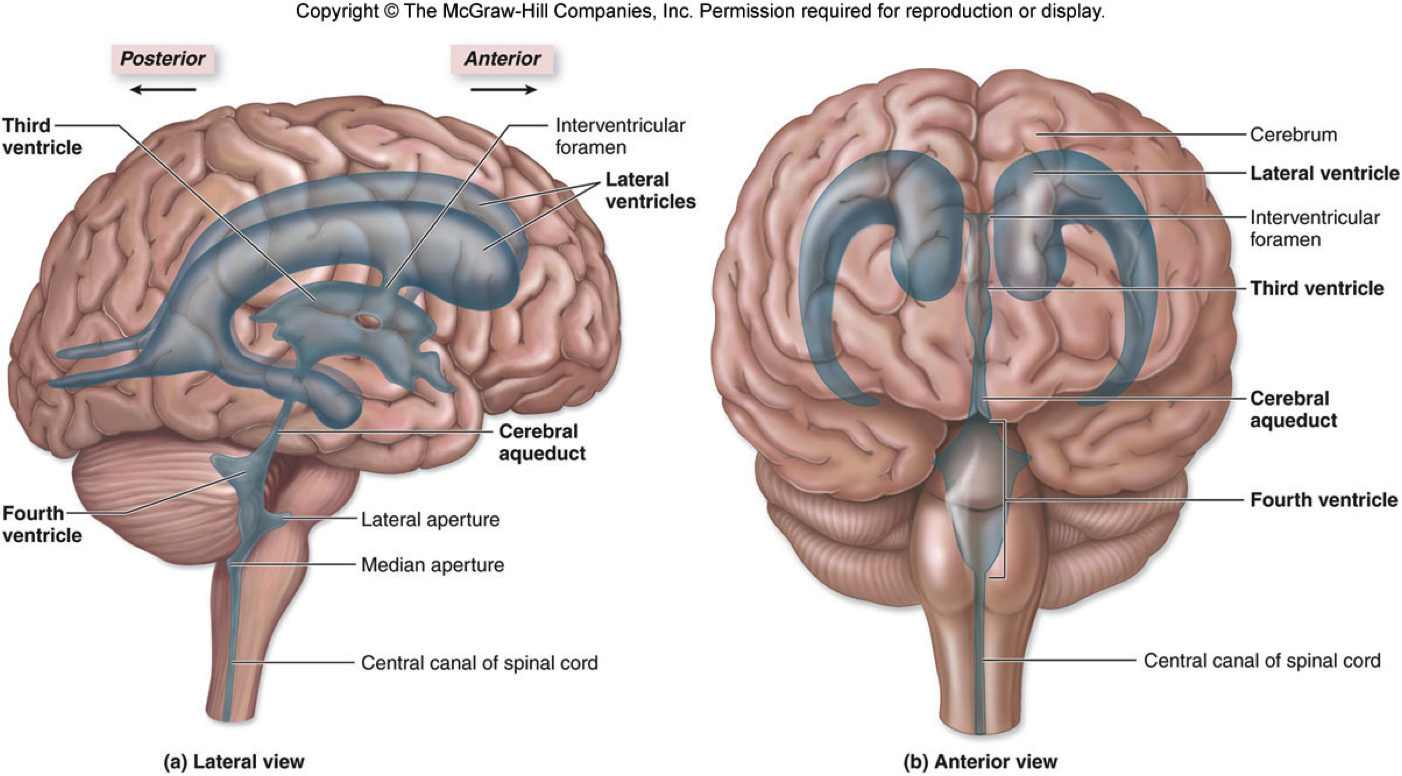 Copyright © The McGraw-Hill Companies, Inc. Permission required for reproduction or display.
Posterior
Anterior
Third
ventricle
Interventricular
foramen
Lateral
ventricles
Cerebral
aqueduct
Fourth
ventricle
Lateral aperture
Median aperture
Central canal of spinal cord
(a) Lateral view
Cerebrum
Lateral ventricle
Interventricular
foramen
Third ventricle
Cerebral
aqueduct
Fourth ventricle
Central canal of spinal cord
(b) Anterior view